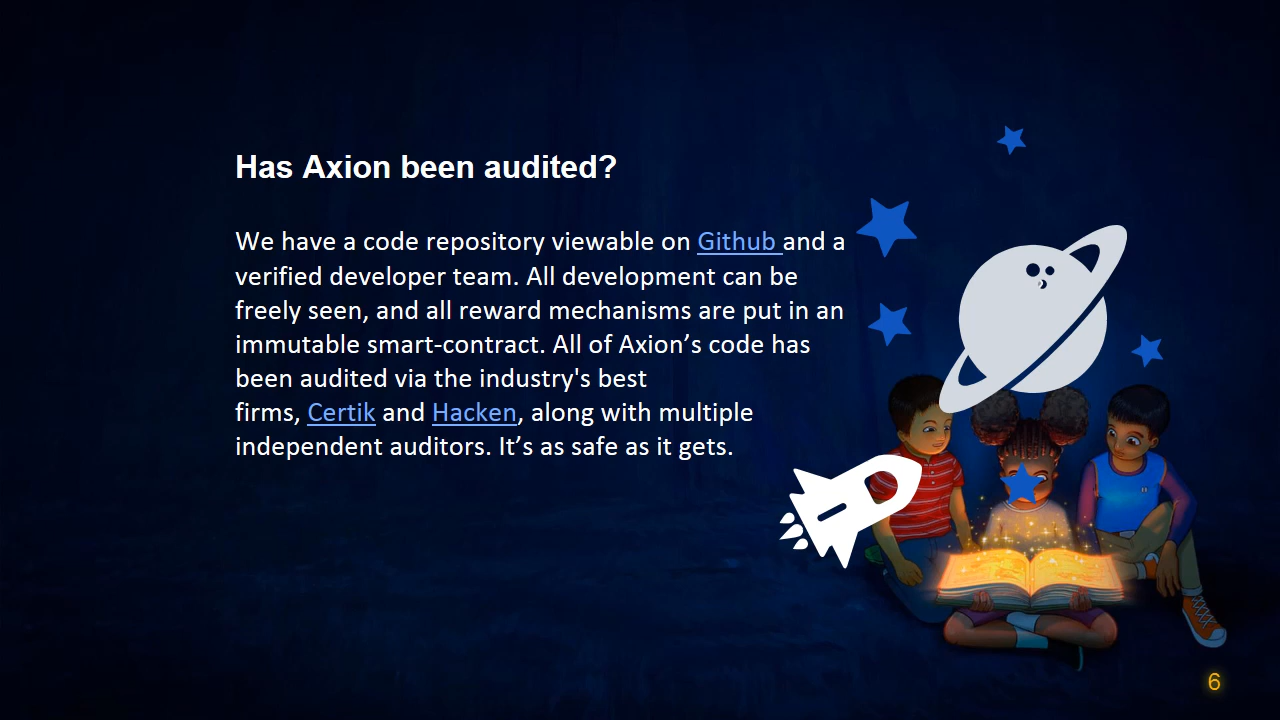 Has Axion been audited?
We have a code repository viewable on Github and a
verified developer team. All development can be
freely seen, and all reward mechanisms are put in an
immutable smart-contract. All of Axion’s code has
been audited via the industry's best
firms, Certik and Hacken, along with multiple
independent auditors. It’s as safe as it gets.
6